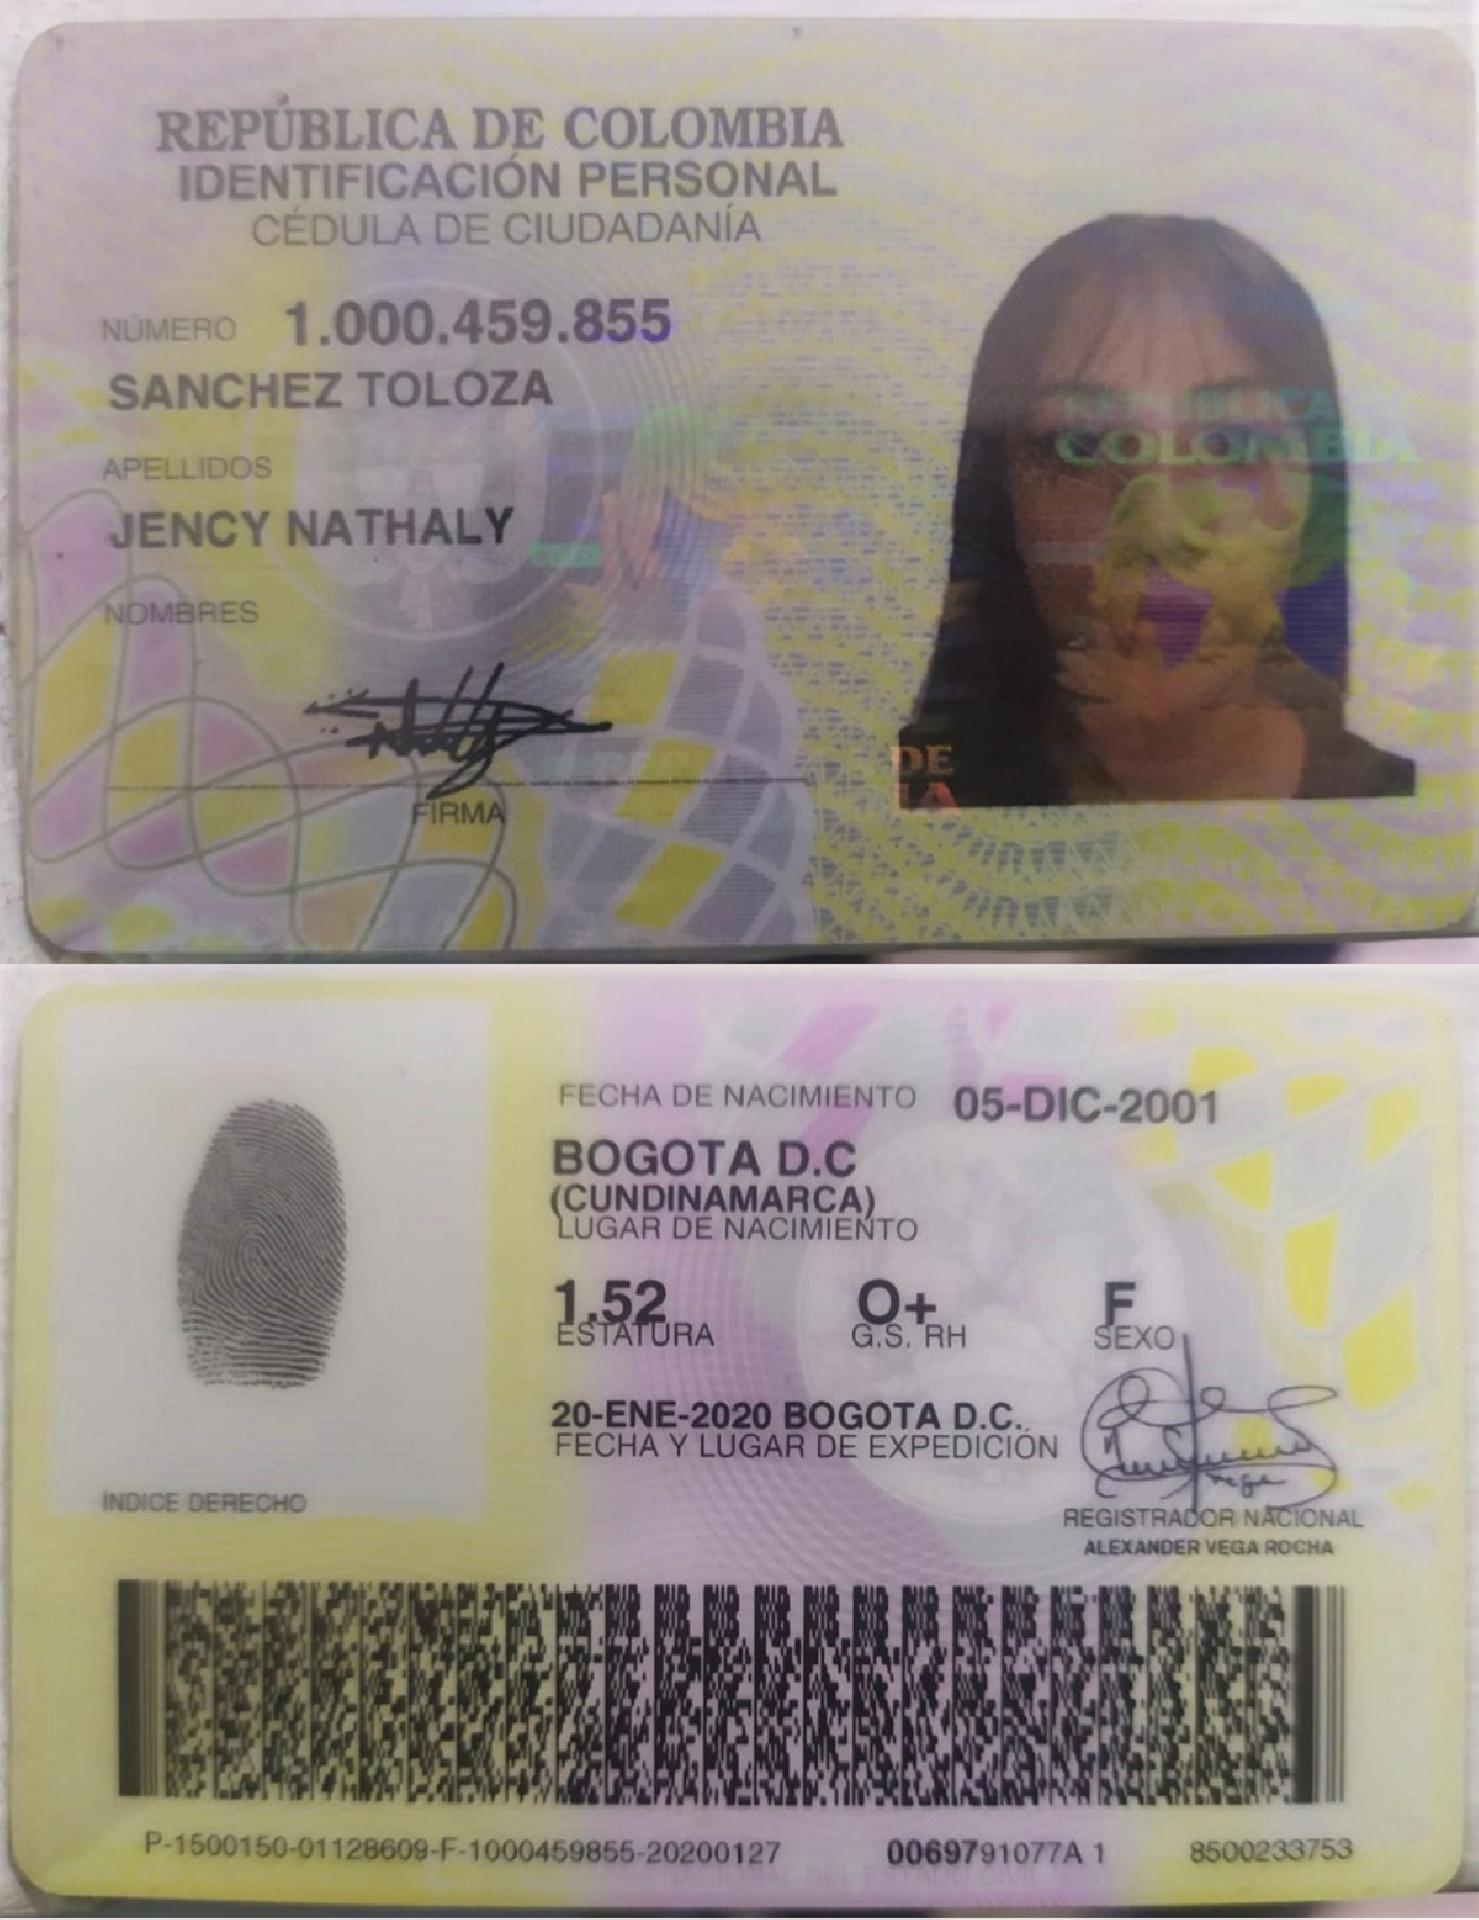 REPÚBLICA DE COLOMBIA
IDENTIFICACIÓN PERSONAL
CÉDULA DE CIUDADANÍA
NÚMERO 1.000.459.855
SANCHEZ TOLOZA
APELLIDOS
JENCY NATHALY
NOMBRES
FIRMA
COLOMBIA
DE
FECHA DE NACIMIENTO 05-DIC-2001
BOGOTA D.C
(CUNDINAMARCA)
LUGAR DE NACIMIENTO
1.52 O+ F
ESTATURA G.S. RH SEXO
20-ENE-2020 BOGOTA D.C.
FECHA Y LUGAR DE EXPEDICIÓN
ÍNDICE DERECHO
REGISTRADOR NACIONAL
ALEXANDER VEGA ROCHA
P-1500150-01128609-F-1000459855-20200127 0069791077A 1 8500233753